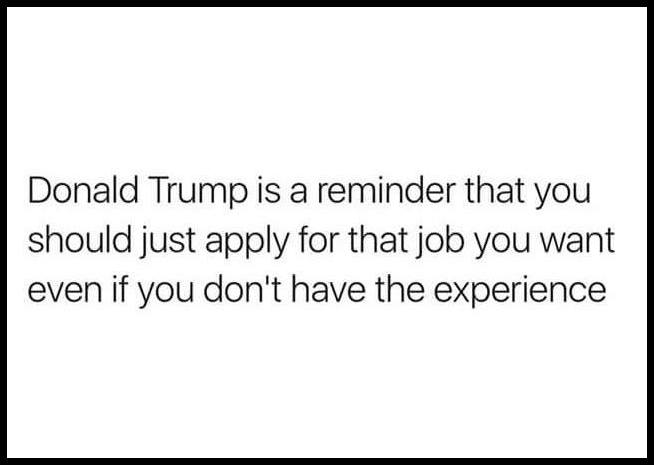 Donald Trump is a reminder that you
should just apply for that job you want
even if you don't have the experience